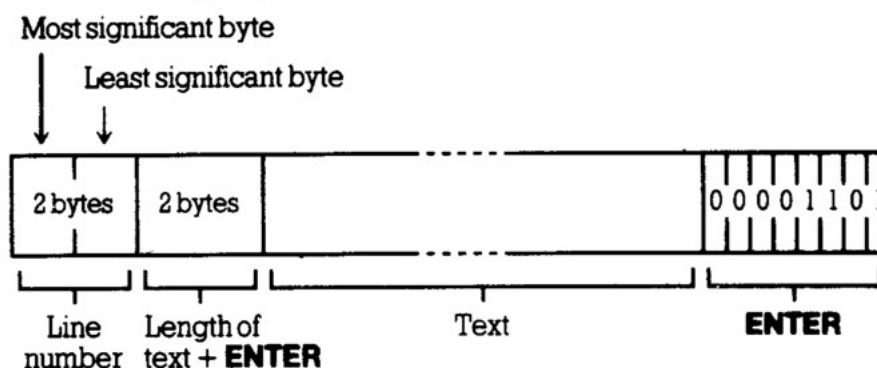 Most significant byte
Least significant byte
2 bytes 2 bytes 0 0 0 0 1 1 0 1
Line number
Length of text + ENTER
Text
ENTER